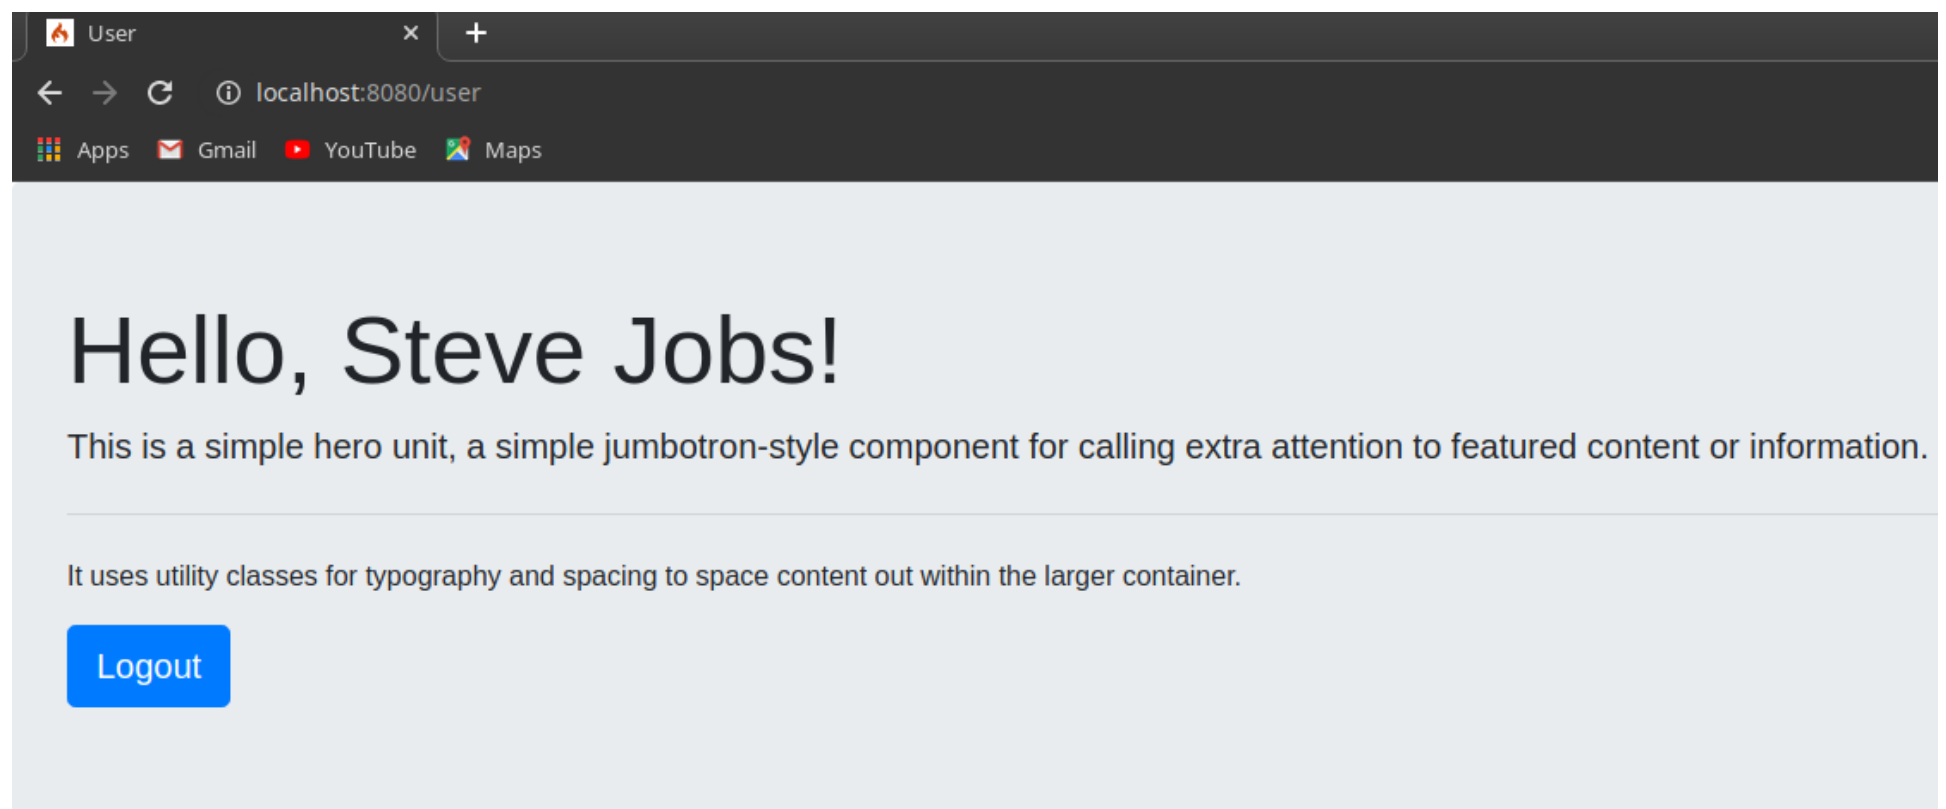 User
localhost:8080/user
Apps Gmail YouTube Maps
Hello, Steve Jobs!
This is a simple hero unit, a simple jumbotron-style component for calling extra attention to featured content or information.
It uses utility classes for typography and spacing to space content out within the larger container.
Logout